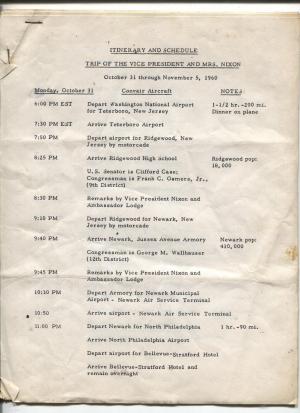 ITINERARY AND SCHEDULE
TRIP OF THE VICE PRESIDENT AND MRS. NIXON
October 31 through November 5, 1960
Monday, October 31 Convair Aircraft NOTES
6:00 PM EST Depart Washington National Airport 1-1/2 hr. -200 mi.
for Teterboro, New Jersey Dinner on plane
7:30 PM EST Arrive Teterboro Airport
7:50 PM Depart airport for Ridgewood, New
Jersey by motorcade
8:25 PM Arrive Ridgewood High school Ridgewood pop:
18,000
U.S. Senator is Clifford Case;
Congressman is Frank C. Osmers, Jr.,
(9th District)
8:30 PM Remarks by Vice President Nixon and
Ambassador Lodge
9:10 PM Depart Ridgewood for Newark, New
Jersey by motorcade
9:40 PM Arrive Newark, Sussex Avenue Armory Newark pop:
410,000
Congressman is George M. Wallhauser
(12th District)
9:45 PM Remarks by Vice President Nixon and
Ambassador Lodge
10:30 PM Depart Armory for Newark Municipal
Airport - Newark Air Service Terminal
10:50 Arrive airport - Newark Air Service Terminal
11:00 PM Depart Newark for North Philadelphia 1 hr. -90 mi.
Arrive North Philadelphia Airport
Depart airport for Bellevue-Stratford Hotel
Arrive Bellevue-Stratford Hotel and
remain overnight